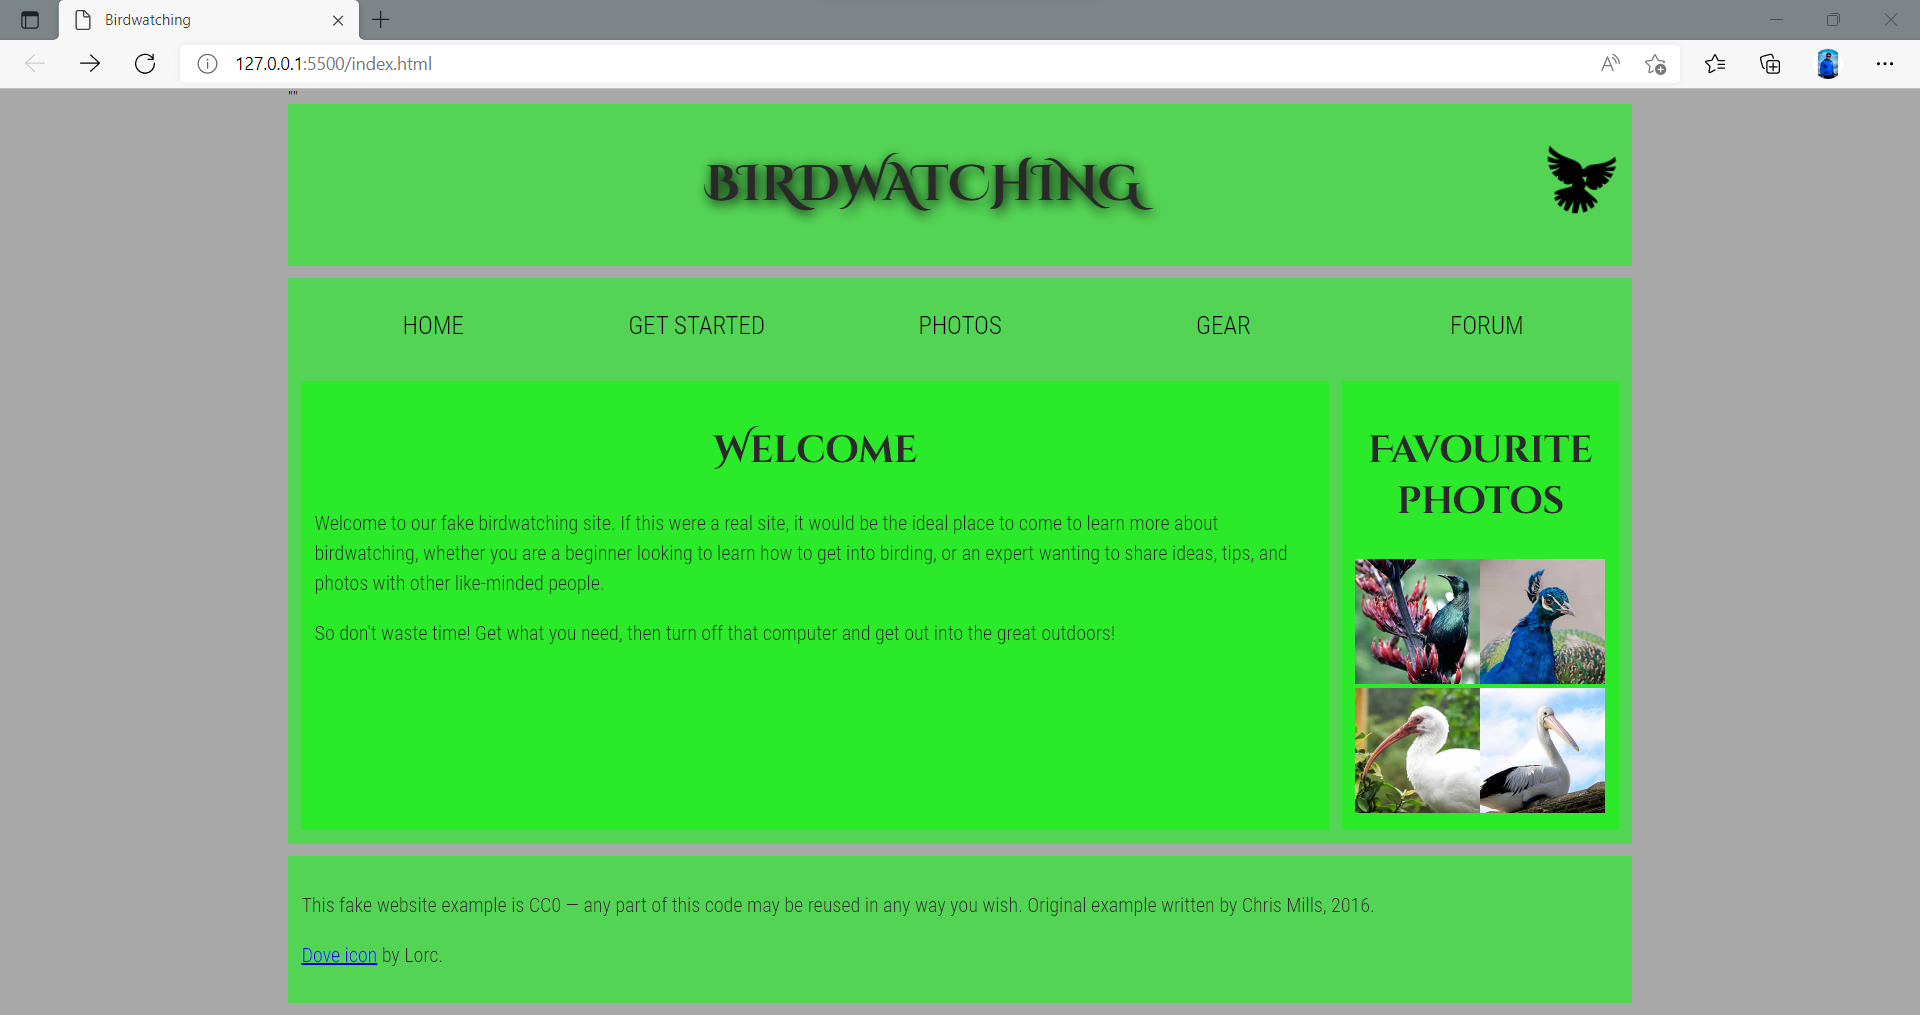 Birdwatching
127.0.0.1:5500/index.html
""
BIRDWATCHING
HOME GET STARTED PHOTOS GEAR FORUM
Welcome
Welcome to our fake birdwatching site. If this were a real site, it would be the ideal place to come to learn more about
birdwatching, whether you are a beginner looking to learn how to get into birding, or an expert wanting to share ideas, tips, and
photos with other like-minded people.
So don't waste time! Get what you need, then turn off that computer and get out into the great outdoors!
Favourite
photos
This fake website example is CC0 — any part of this code may be reused in any way you wish. Original example written by Chris Mills, 2016.
Dove icon by Lorc.